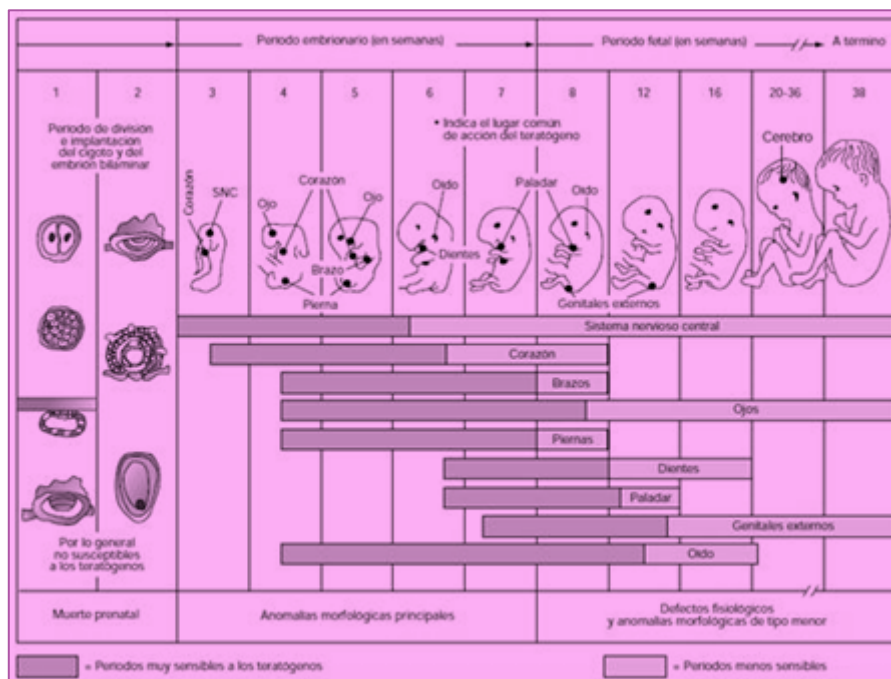 Periodo embrionario (en semanas)
Periodo fetal (en semanas)
A termino
1
2
3
4
5
6
7
8
12
16
20-36
38
Periodo de división
e implantación
del cigoto y del
embrión bilaminar
• Indica el lugar común
de acción del teratógeno
Corazón
SNC
Ojo
Corazón
Ojo
Brazo
Pierna
Oído
Dientes
Paladar
Oído
Genitales externos
Cerebro
Sistema nervioso central
Corazón
Brazos
Ojos
Piernas
Dientes
Paladar
Genitales externos
Oído
Por lo general
no susceptibles
a los teratógenos
Muerte prenatal
Anomalías morfológicas principales
Defectos fisiológicos
y anomalías morfológicas de tipo menor
= Periodos muy sensibles a los teratógenos
= Periodos menos sensibles